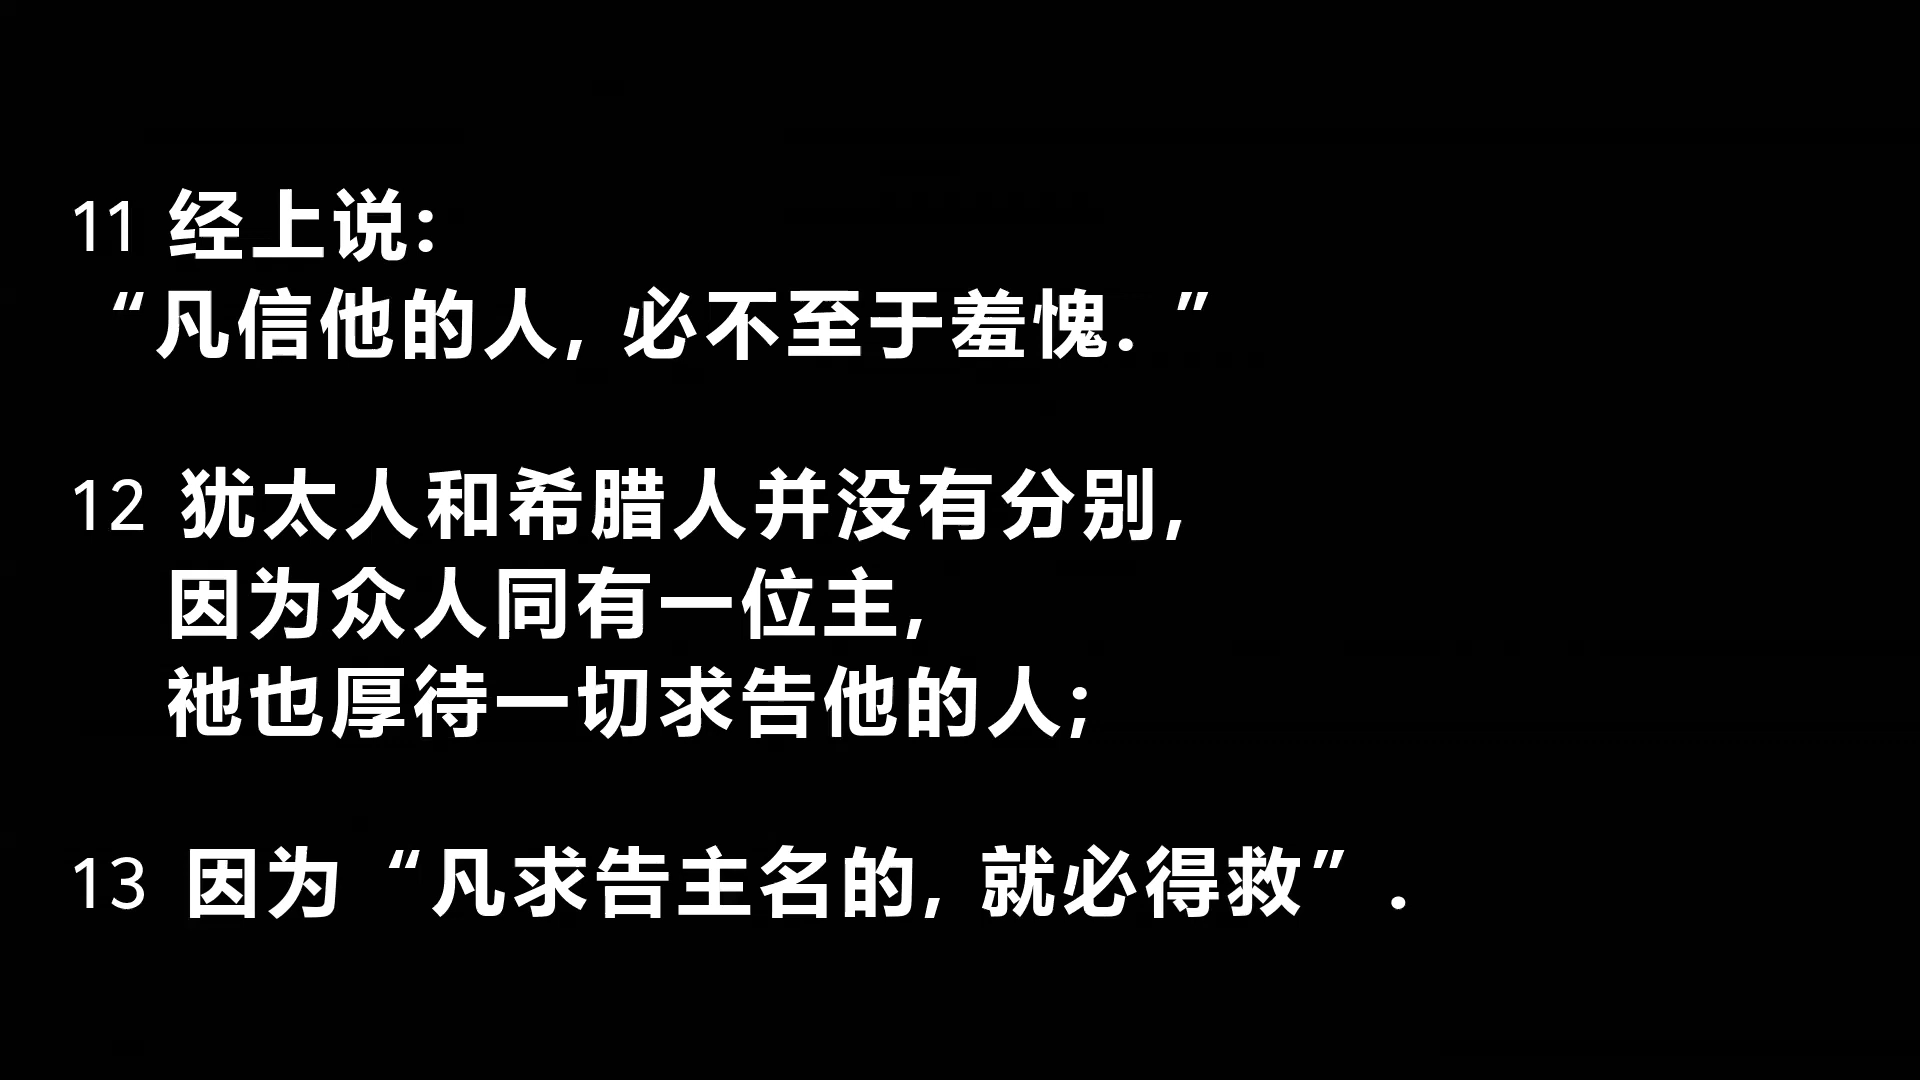 11 经上说:
“凡信他的人, 必不至于羞愧. ”
12 犹太人和希腊人并没有分别,
因为众人同有一位主,
祂也厚待一切求告他的人;
13 因为 “凡求告主名的, 就必得救” .